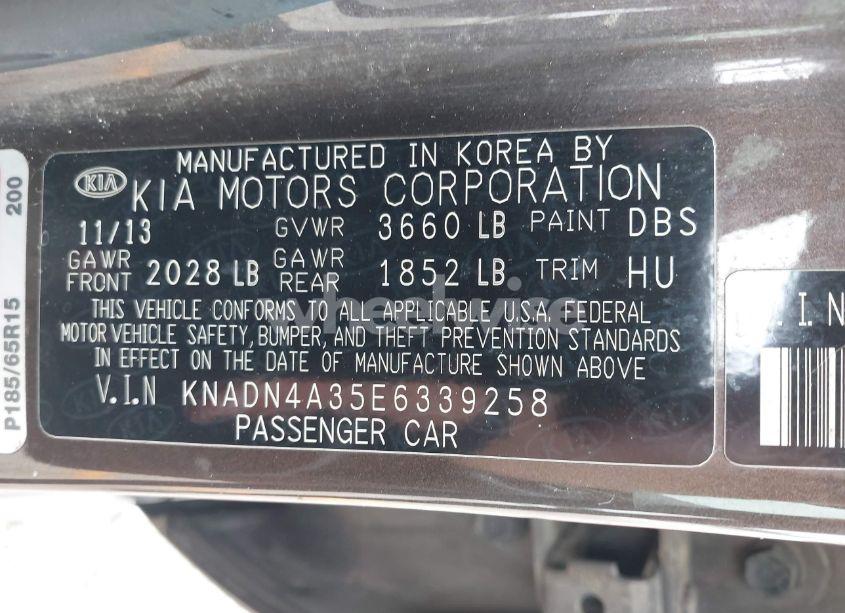 MANUFACTURED IN KOREA BY
KIA KIA MOTORS CORPORATION
11/13 GVWR 3660 LB PAINT DBS
GAWR FRONT 2028 LB GAWR REAR 1852 LB TRIM HU
THIS VEHICLE CONFORMS TO ALL APPLICABLE U.S.A. FEDERAL
MOTOR VEHICLE SAFETY, BUMPER, AND THEFT PREVENTION STANDARDS
IN EFFECT ON THE DATE OF MANUFACTURE SHOWN ABOVE
V.I.N KNADN4A35E6339258
PASSENGER CAR
P185/65R15 200
.I.N
wheelwise